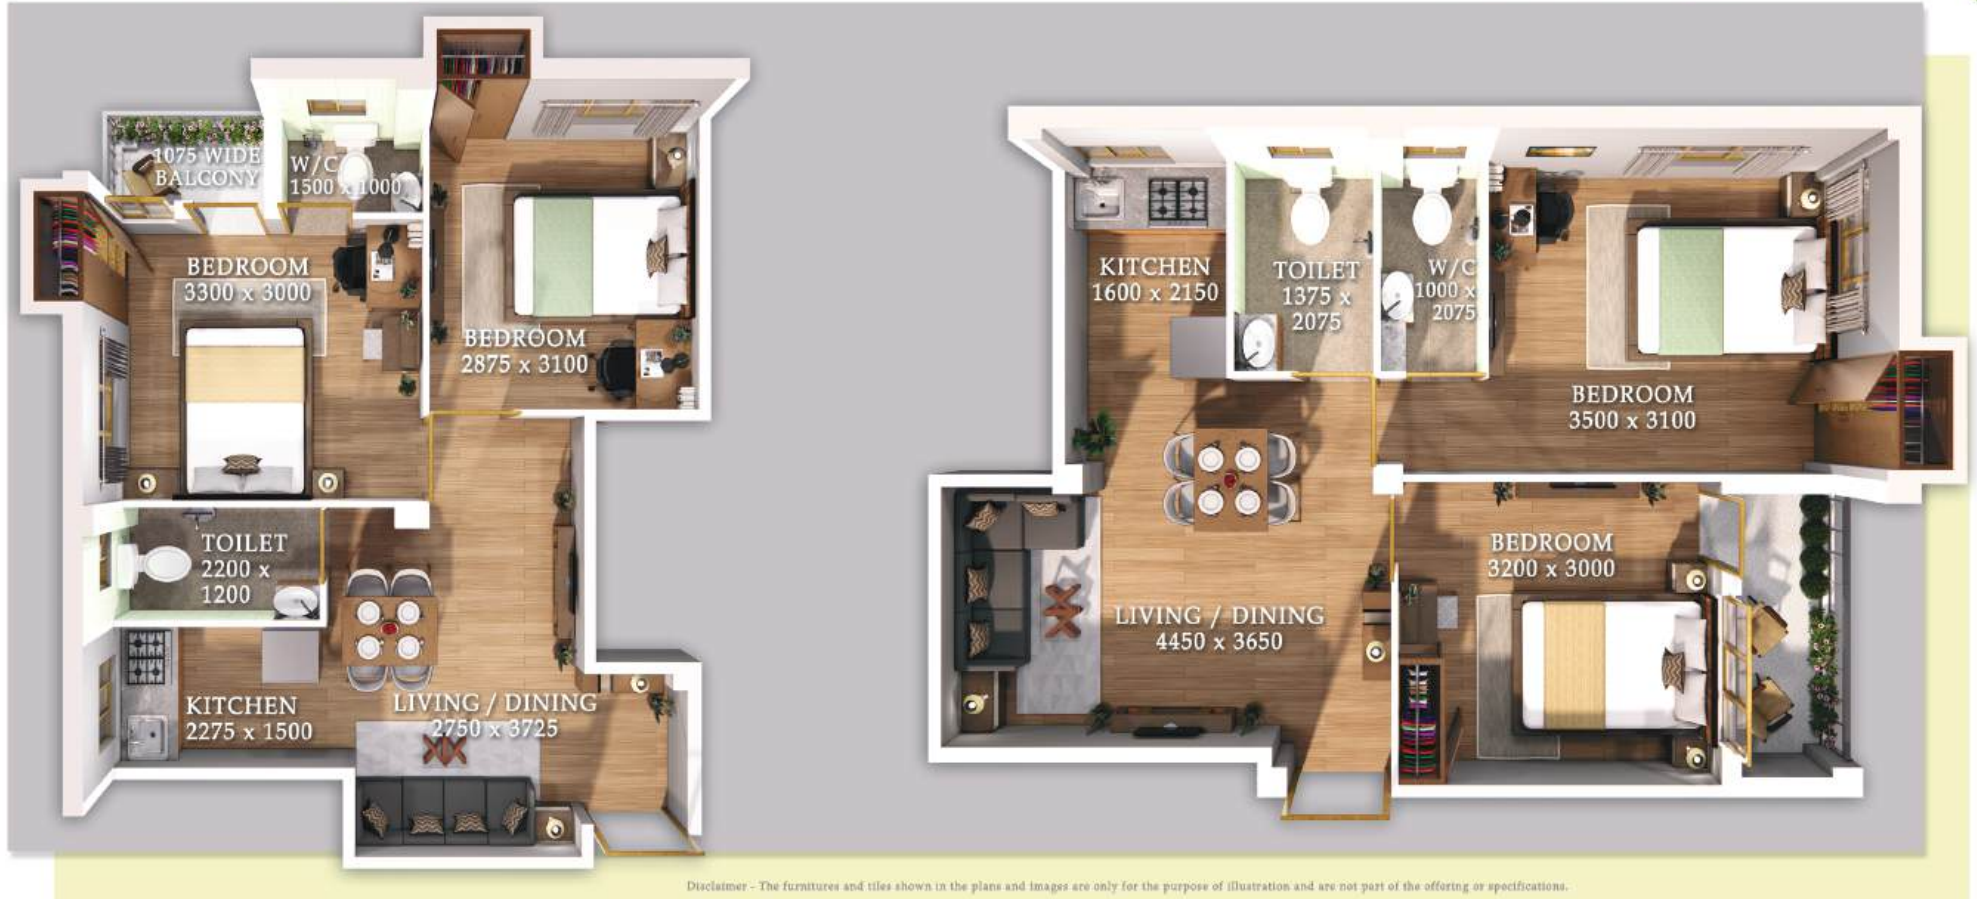 1075 WIDE
BALCONY
W/C
1500 x 1000
BEDROOM
3300 x 3000
BEDROOM
2875 x 3100
TOILET
2200 x
1200
KITCHEN
2275 x 1500
LIVING / DINING
2750 x 3725
KITCHEN
1600 x 2150
TOILET
1375 x
2075
W/C
1000 x
2075
BEDROOM
3500 x 3100
BEDROOM
3200 x 3000
LIVING / DINING
4450 x 3650
Disclaimer - The furnitures and tiles shown in the plans and images are only for the purpose of illustration and are not part of the offering or specifications.